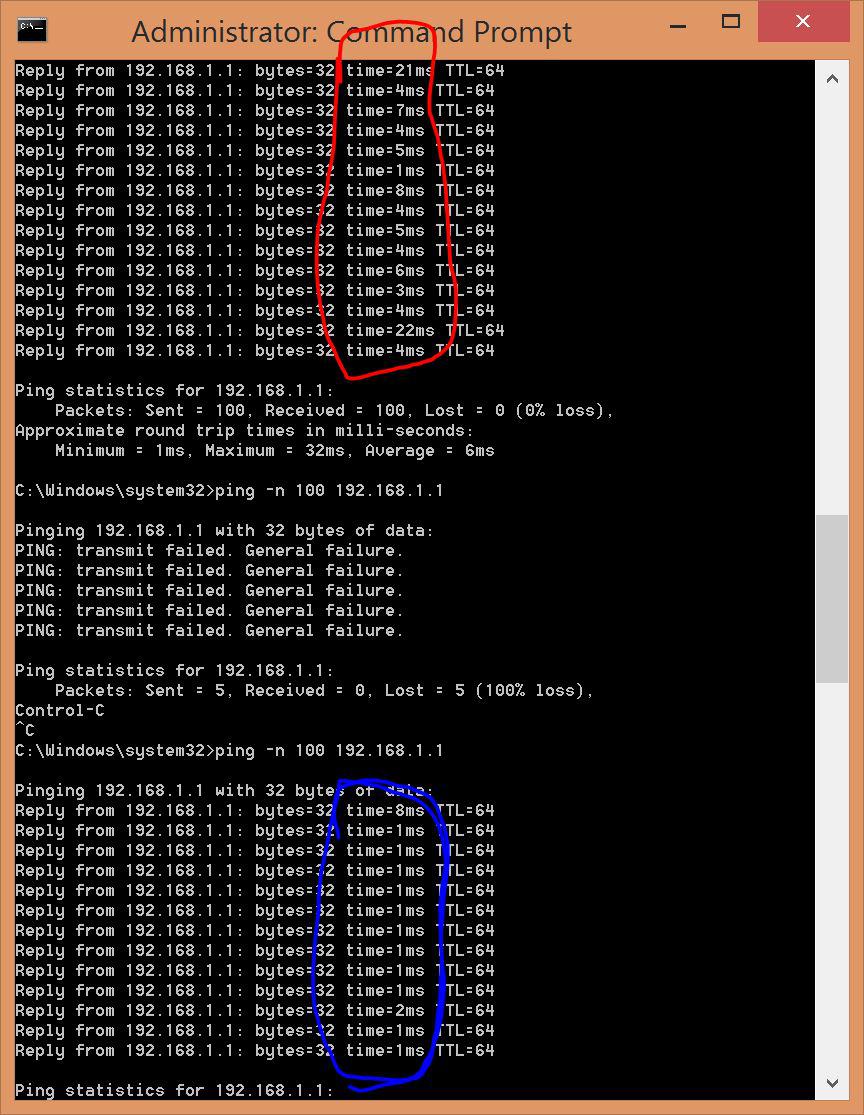 Administrator: Command Prompt
Reply from 192.168.1.1: bytes=32 time=21ms TTL=64
Reply from 192.168.1.1: bytes=32 time=4ms TTL=64
Reply from 192.168.1.1: bytes=32 time=7ms TTL=64
Reply from 192.168.1.1: bytes=32 time=4ms TTL=64
Reply from 192.168.1.1: bytes=32 time=5ms TTL=64
Reply from 192.168.1.1: bytes=32 time=1ms TTL=64
Reply from 192.168.1.1: bytes=32 time=8ms TTL=64
Reply from 192.168.1.1: bytes=32 time=4ms TTL=64
Reply from 192.168.1.1: bytes=32 time=5ms TTL=64
Reply from 192.168.1.1: bytes=32 time=4ms TTL=64
Reply from 192.168.1.1: bytes=32 time=6ms TTL=64
Reply from 192.168.1.1: bytes=32 time=3ms TTL=64
Reply from 192.168.1.1: bytes=32 time=4ms TTL=64
Reply from 192.168.1.1: bytes=32 time=22ms TTL=64
Reply from 192.168.1.1: bytes=32 time=4ms TTL=64
Ping statistics for 192.168.1.1:
Packets: Sent = 100, Received = 100, Lost = 0 (0% loss),
Approximate round trip times in milli-seconds:
Minimum = 1ms, Maximum = 32ms, Average = 6ms
C:\Windows\system32>ping -n 100 192.168.1.1
Pinging 192.168.1.1 with 32 bytes of data:
PING: transmit failed. General failure.
PING: transmit failed. General failure.
PING: transmit failed. General failure.
PING: transmit failed. General failure.
PING: transmit failed. General failure.
Ping statistics for 192.168.1.1:
Packets: Sent = 5, Received = 0, Lost = 5 (100% loss),
Control-C
^C
C:\Windows\system32>ping -n 100 192.168.1.1
Pinging 192.168.1.1 with 32 bytes of data:
Reply from 192.168.1.1: bytes=32 time=8ms TTL=64
Reply from 192.168.1.1: bytes=32 time=1ms TTL=64
Reply from 192.168.1.1: bytes=32 time=1ms TTL=64
Reply from 192.168.1.1: bytes=32 time=1ms TTL=64
Reply from 192.168.1.1: bytes=32 time=1ms TTL=64
Reply from 192.168.1.1: bytes=32 time=1ms TTL=64
Reply from 192.168.1.1: bytes=32 time=1ms TTL=64
Reply from 192.168.1.1: bytes=32 time=1ms TTL=64
Reply from 192.168.1.1: bytes=32 time=1ms TTL=64
Reply from 192.168.1.1: bytes=32 time=1ms TTL=64
Reply from 192.168.1.1: bytes=32 time=2ms TTL=64
Reply from 192.168.1.1: bytes=32 time=1ms TTL=64
Reply from 192.168.1.1: bytes=32 time=1ms TTL=64
Ping statistics for 192.168.1.1: